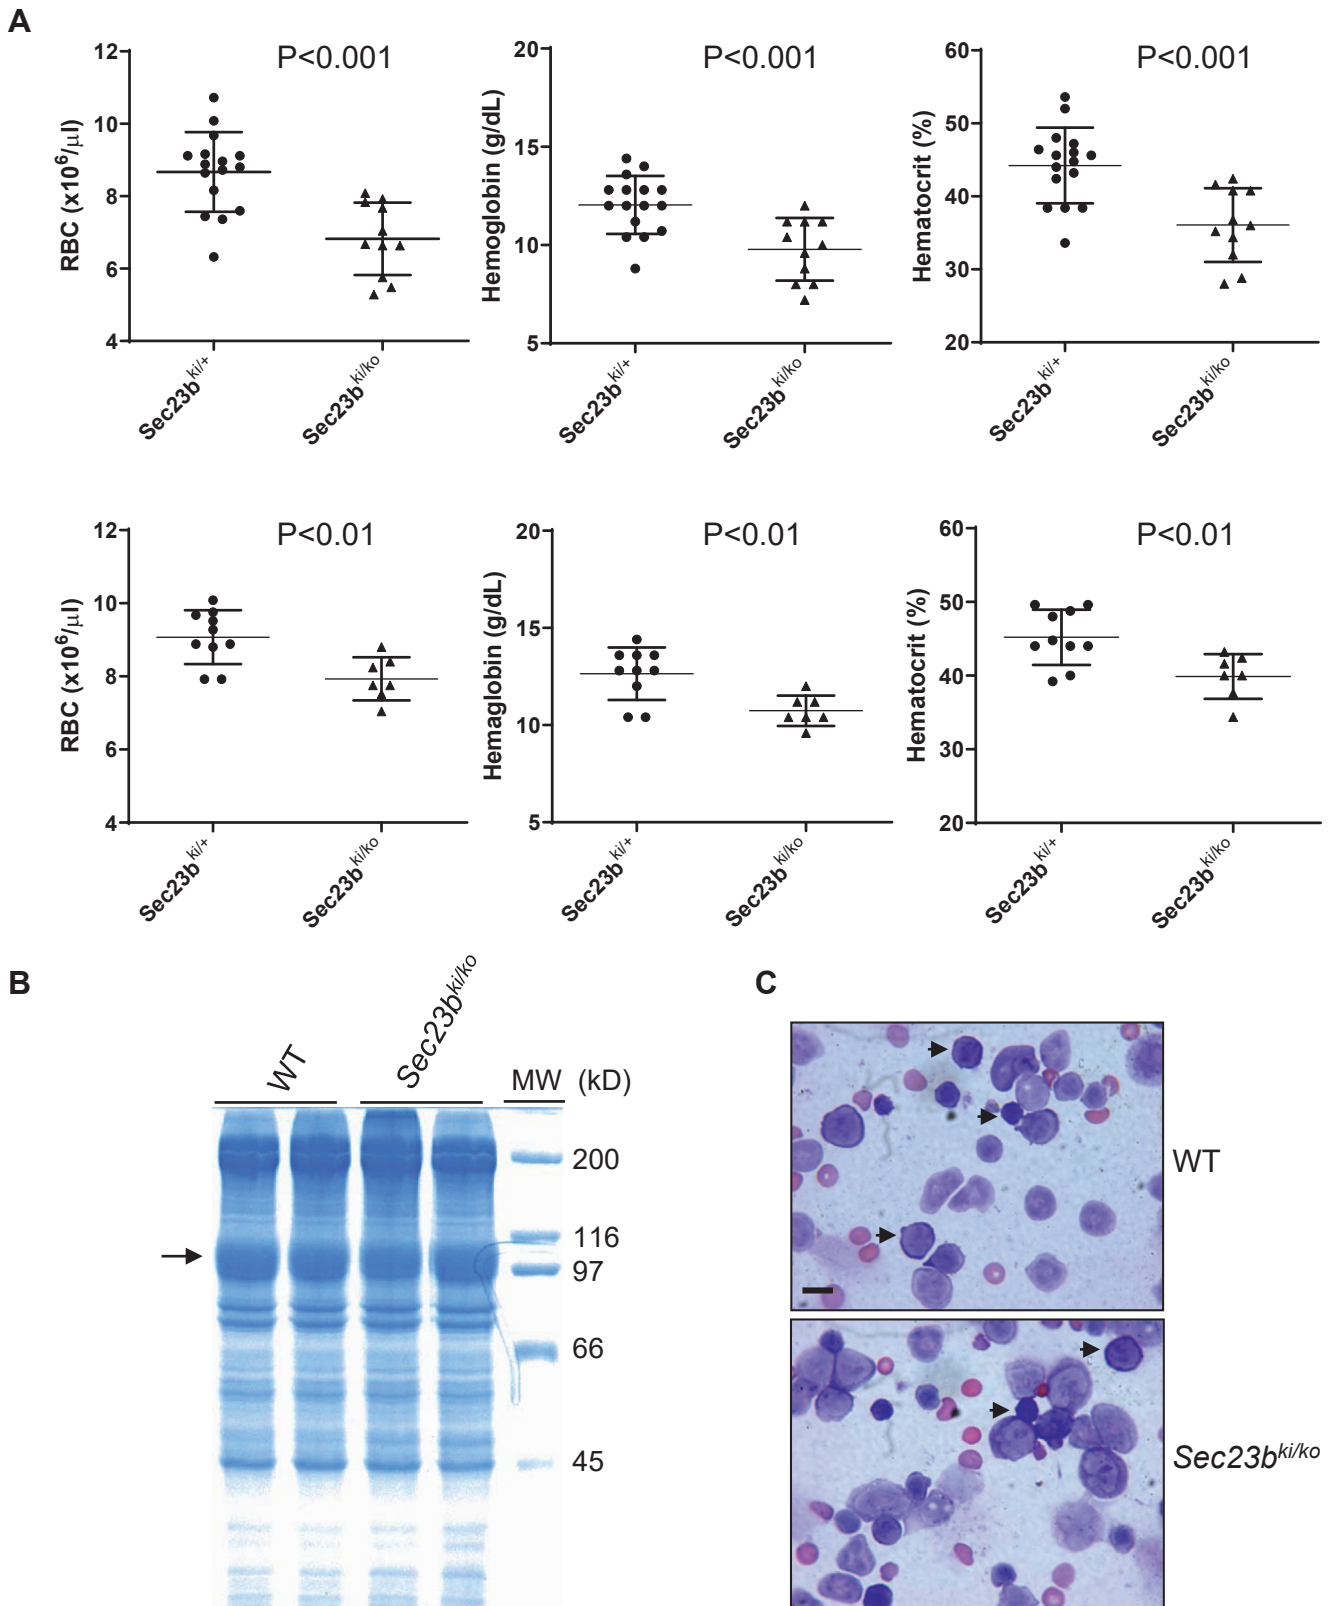 A
P<0.001
P<0.001
P<0.001
RBC (x10⁶/µl)
12
10
8
6
4
Sec23b^ki/+
Sec23b^ki/ko
Hemoglobin (g/dL)
20
15
10
5
Sec23b^ki/+
Sec23b^ki/ko
Hematocrit (%)
60
50
40
30
20
Sec23b^ki/+
Sec23b^ki/ko
P<0.01
P<0.01
P<0.01
RBC (x10⁶/µl)
12
10
8
6
4
Sec23b^ki/+
Sec23b^ki/ko
Hemaglobin (g/dL)
20
15
10
5
Sec23b^ki/+
Sec23b^ki/ko
Hematocrit (%)
60
50
40
30
20
Sec23b^ki/+
Sec23b^ki/ko
B
WT
Sec23b^ki/ko
MW (kD)
200
116
97
66
45
C
WT
Sec23b^ki/ko